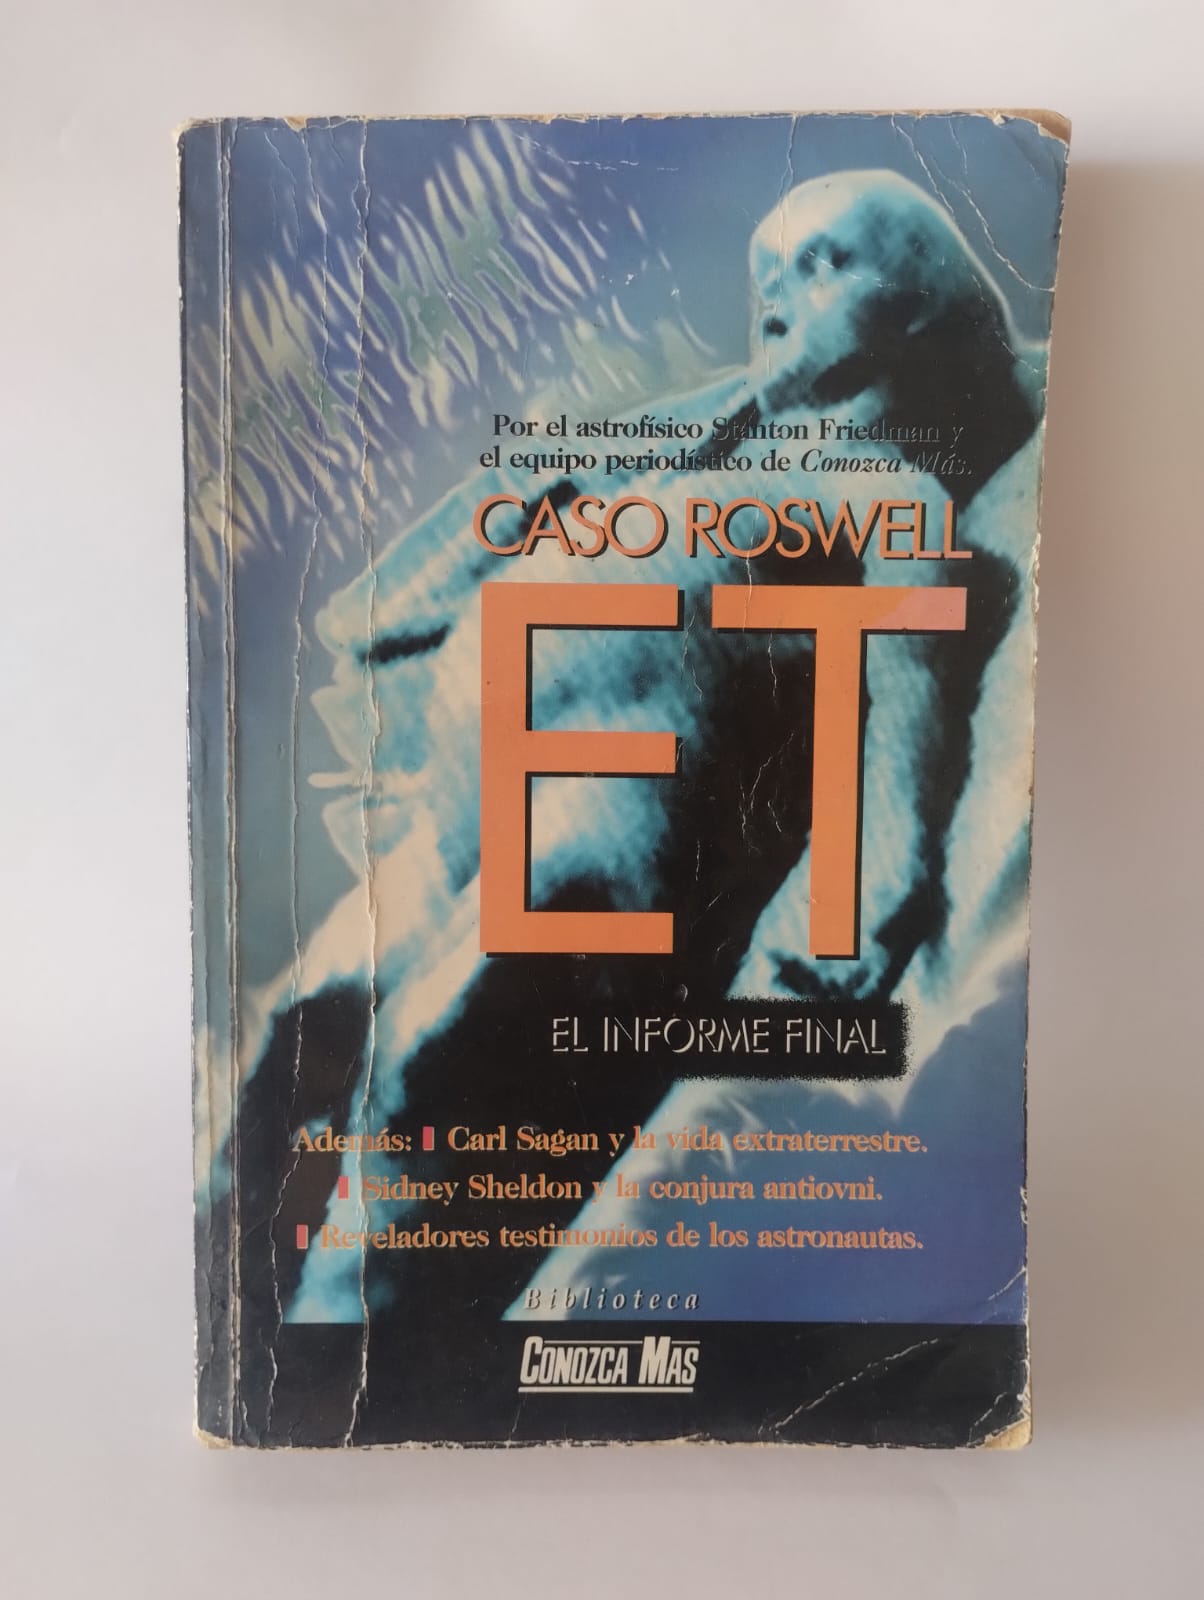 Por el astrofísico Stanton Friedman y
el equipo periodístico de Conozca Más.
CASO ROSWELL
ET
EL INFORME FINAL
Además: Carl Sagan y la vida extraterrestre.
Sidney Sheldon y la conjura antiovni.
Reveladores testimonios de los astronautas.
Biblioteca
CONOZCA MAS